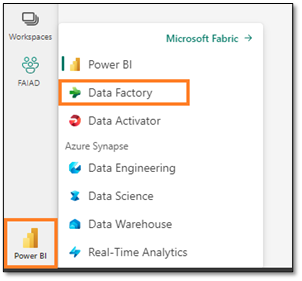 Workspaces
FAIAD
Power BI
Microsoft Fabric →
Power BI
Data Factory
Data Activator
Azure Synapse
Data Engineering
Data Science
Data Warehouse
Real-Time Analytics